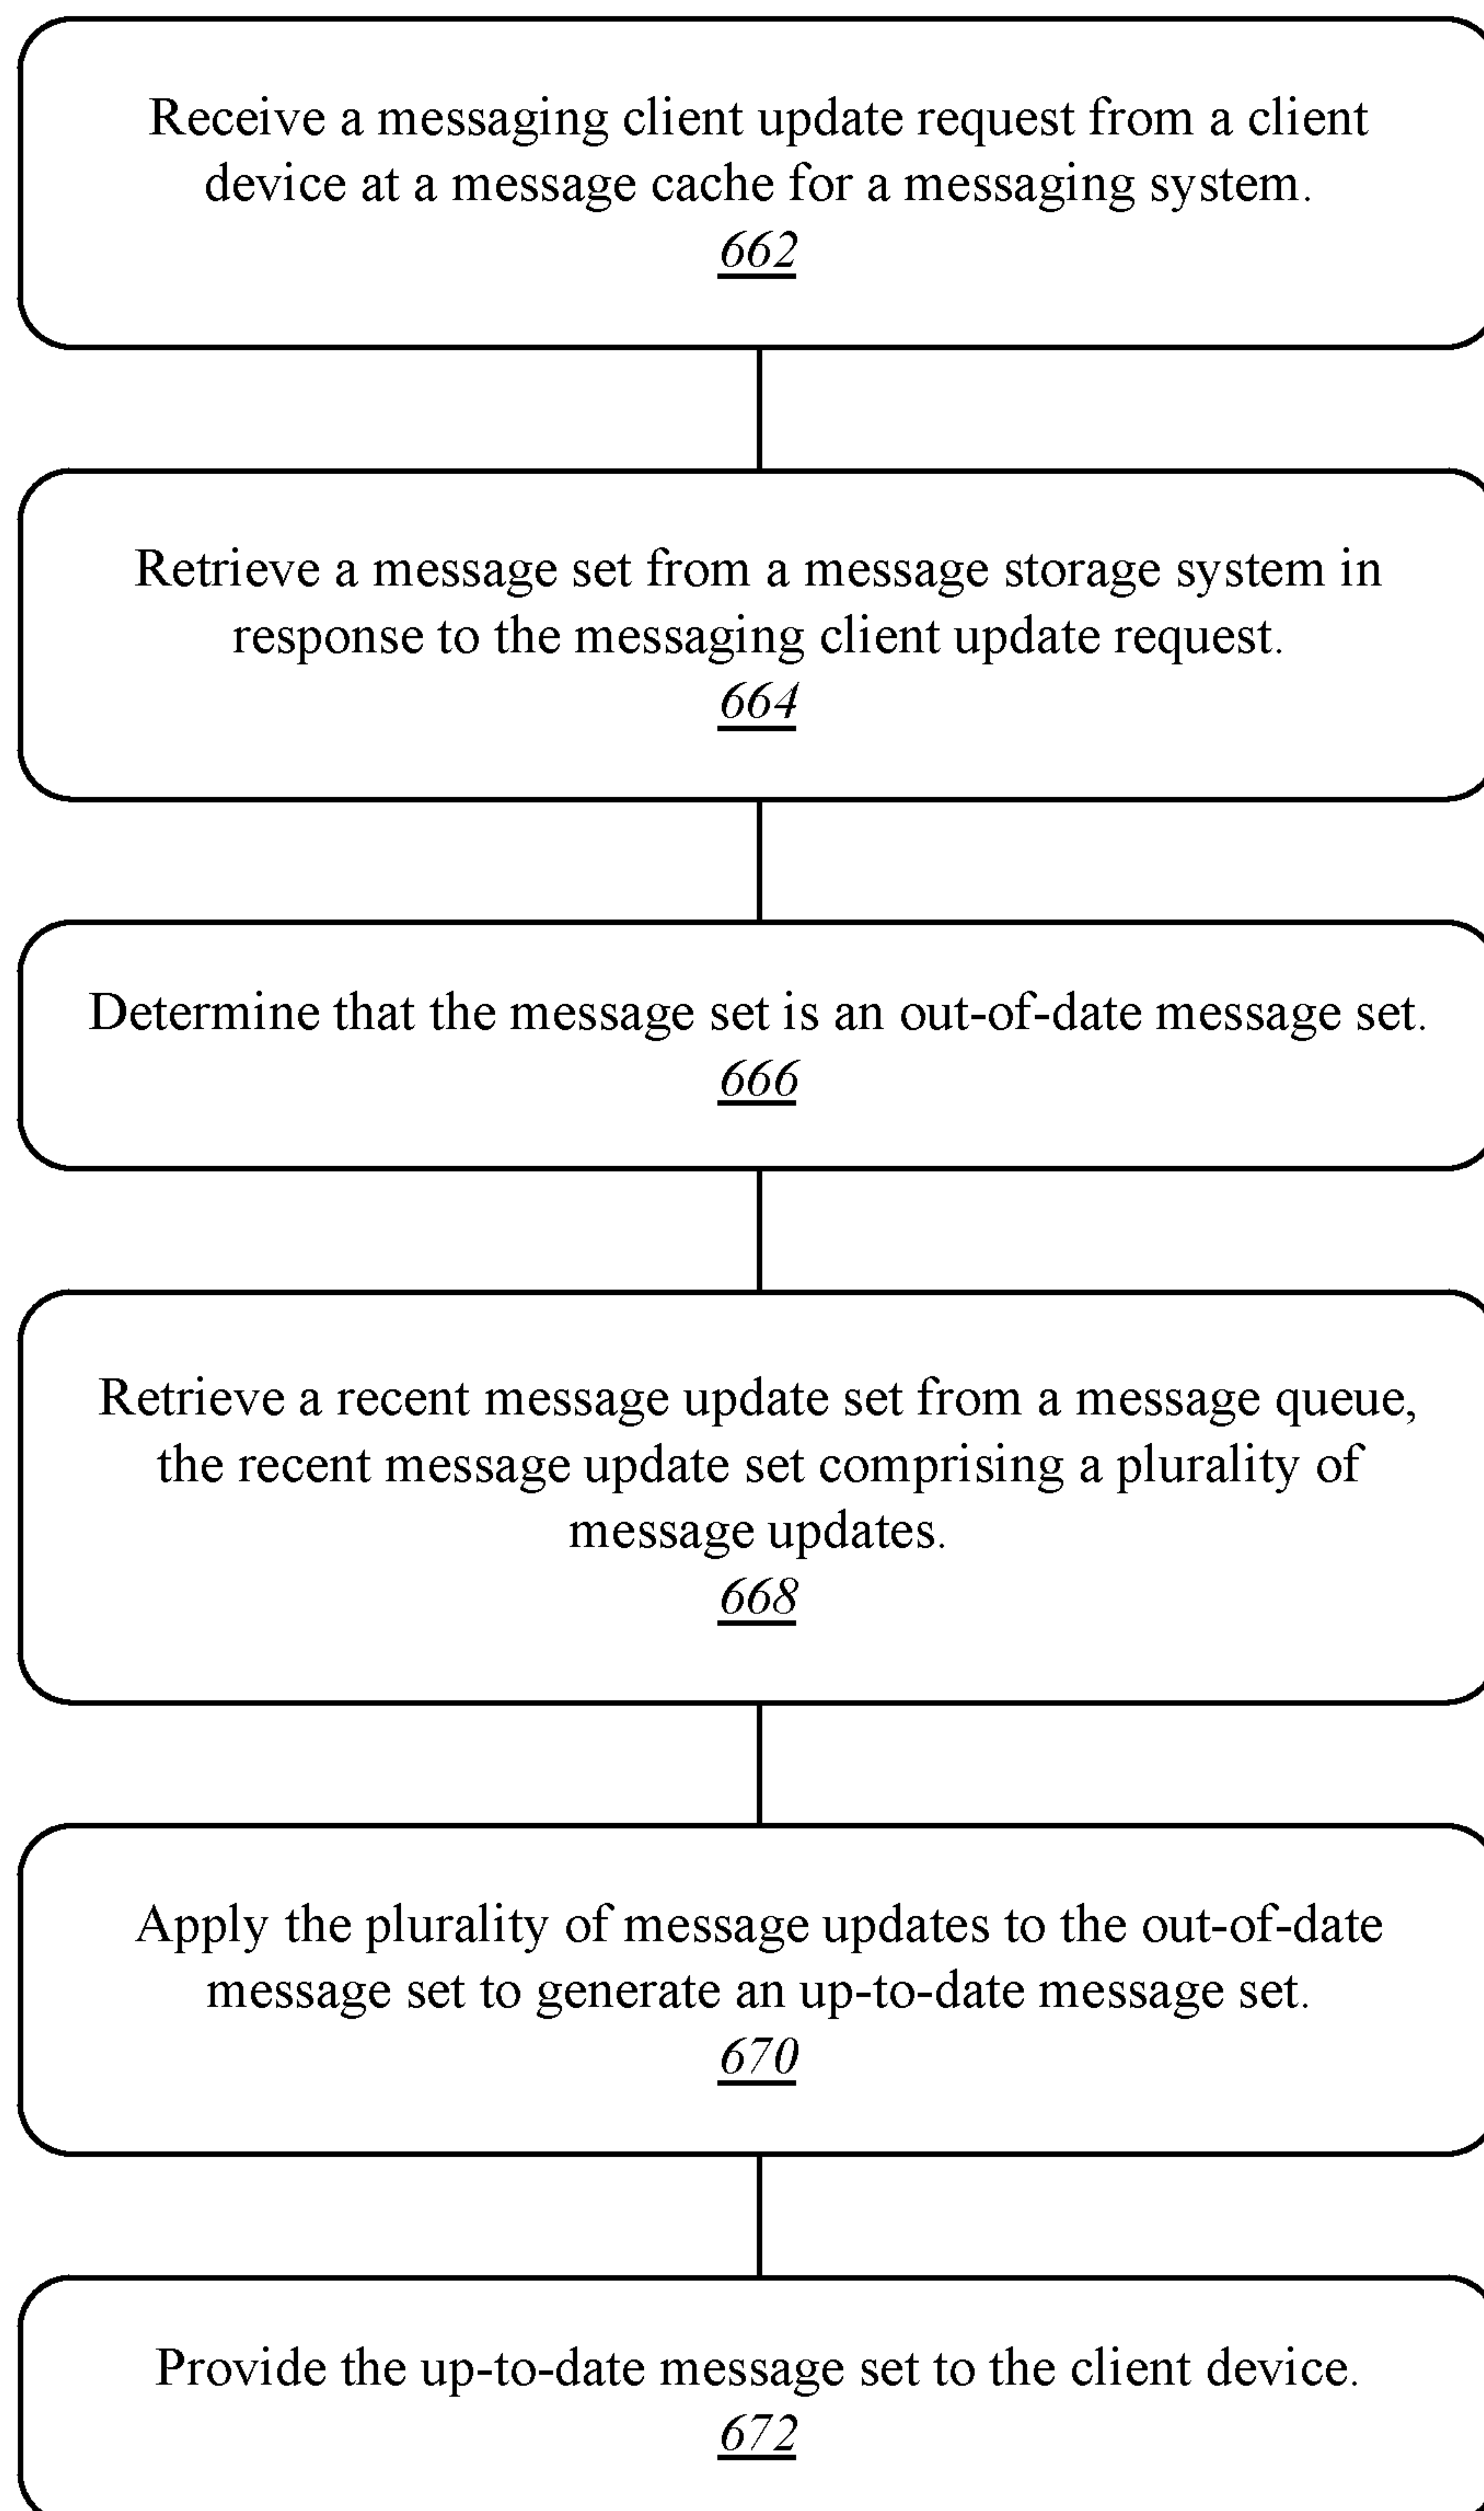 Receive a messaging client update request from a client
device at a message cache for a messaging system.
662
Retrieve a message set from a message storage system in
response to the messaging client update request.
664
Determine that the message set is an out-of-date message set.
666
Retrieve a recent message update set from a message queue,
the recent message update set comprising a plurality of
message updates.
668
Apply the plurality of message updates to the out-of-date
message set to generate an up-to-date message set.
670
Provide the up-to-date message set to the client device.
672